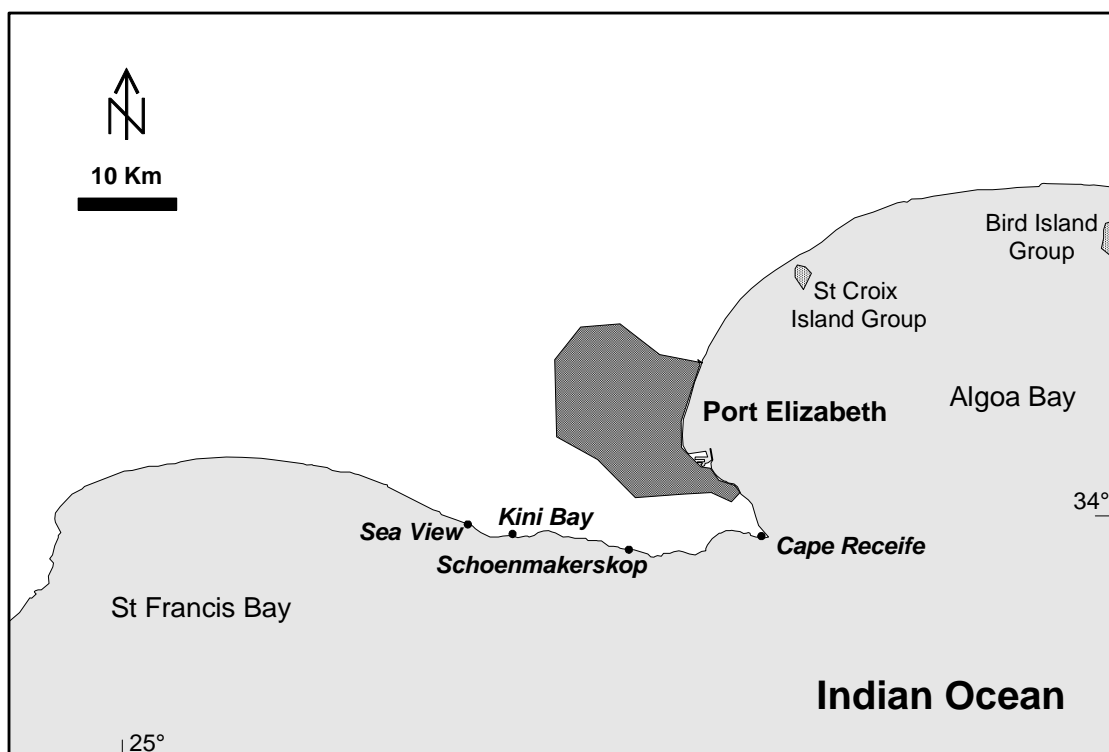 N
10 Km
Bird Island
Group
St Croix
Island Group
Port Elizabeth
Algoa Bay
34°
Sea View
Kini Bay
Cape Receife
Schoenmakerskop
St Francis Bay
Indian Ocean
25°